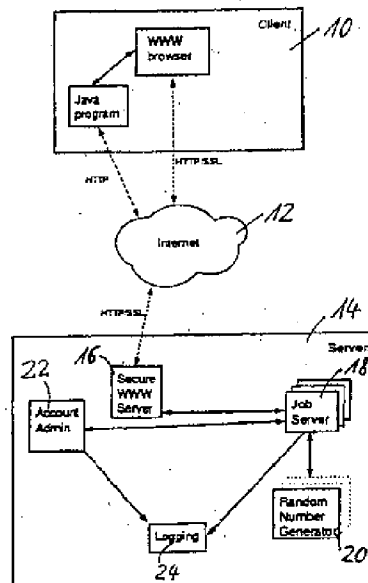 Client
10
WWW
browser
Java
program
HTTP
HTTP/SSL
12
Internet
HTTP/SSL
14
Server
16
18
22
Secure
WWW
Server
Job
Server
Account
Admin
Random
Number
Generator
20
Logging
24